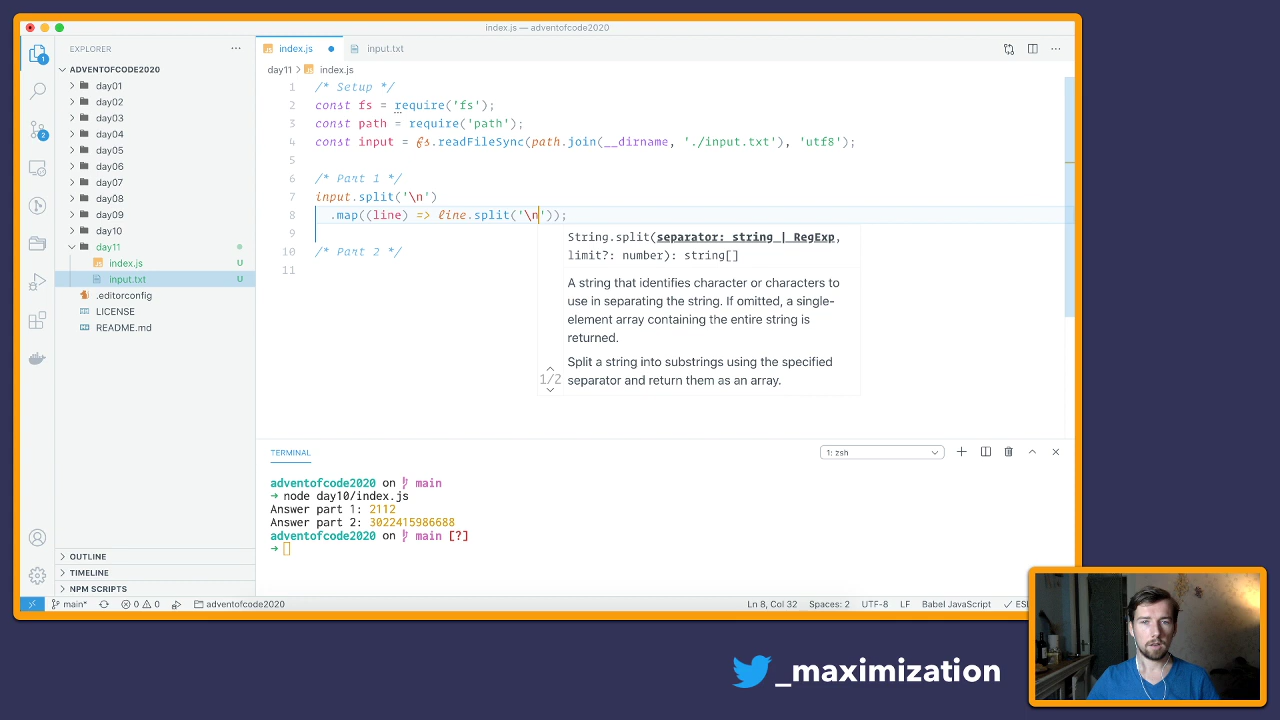 index.js — adventofcode2020
EXPLORER
ADVENTOFCODE2020
day01
day02
day03
day04
day05
day06
day07
day08
day09
day10
day11
index.js U
input.txt U
.editorconfig
LICENSE
README.md
OUTLINE
TIMELINE
NPM SCRIPTS
1
2
index.js
input.txt
day11 > index.js
1 /* Setup */
2 const fs = require('fs');
3 const path = require('path');
4 const input = fs.readFileSync(path.join(__dirname, './input.txt'), 'utf8');
5
6 /* Part 1 */
7 input.split('\n')
8 .map((line) => line.split('\n'));
9
10 /* Part 2 */
11
String.split(separator: string | RegExp,
limit?: number): string[]
A string that identifies character or characters to
use in separating the string. If omitted, a single-
element array containing the entire string is
returned.
1/2
Split a string into substrings using the specified
separator and return them as an array.
TERMINAL
1: zsh
adventofcode2020 on main
➜ node day10/index.js
Answer part 1: 2112
Answer part 2: 3022415986688
adventofcode2020 on main [?]
➜
main* 0 0 adventofcode2020 Ln 8, Col 32 Spaces: 2 UTF-8 LF Babel JavaScript ✓ ES
_maximization